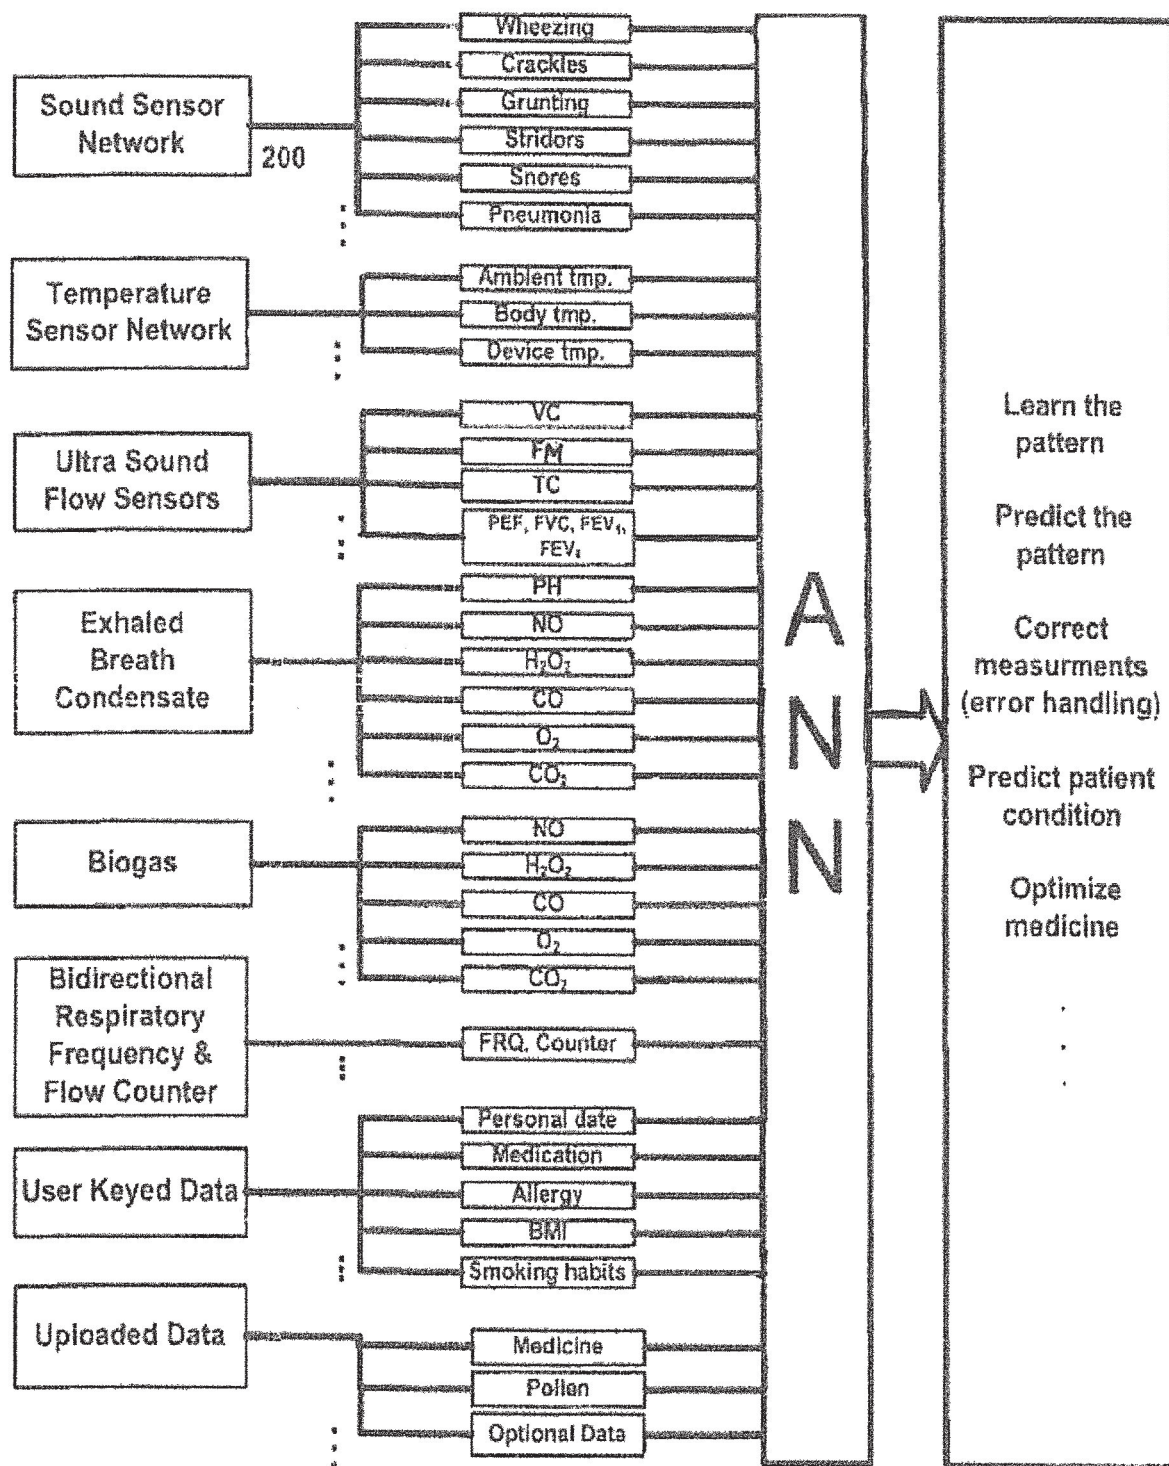 Sound Sensor
Network
200
Wheezing
Crackles
Grunting
Stridors
Snores
Pneumonia
Temperature
Sensor Network
Ambient tmp.
Body tmp.
Device tmp.
Ultra Sound
Flow Sensors
VC
FM
TC
PEF, FVC, FEV₁,
Exhaled
Breath
Condensate
PH
NO
H₂O₂
CO
O₂
CO₂
Biogas
NO
H₂O₂
CO
O₂
CO₂
Bidirectional
Respiratory
Frequency &
Flow Counter
FRQ. Counter
User Keyed Data
Personal date
Medication
Allergy
BMI
Smoking habits
Uploaded Data
Medicine
Pollen
Optional Data
A
N
N
Learn the
pattern
Predict the
pattern
Correct
measurments
(error handling)
Predict patient
condition
Optimize
medicine